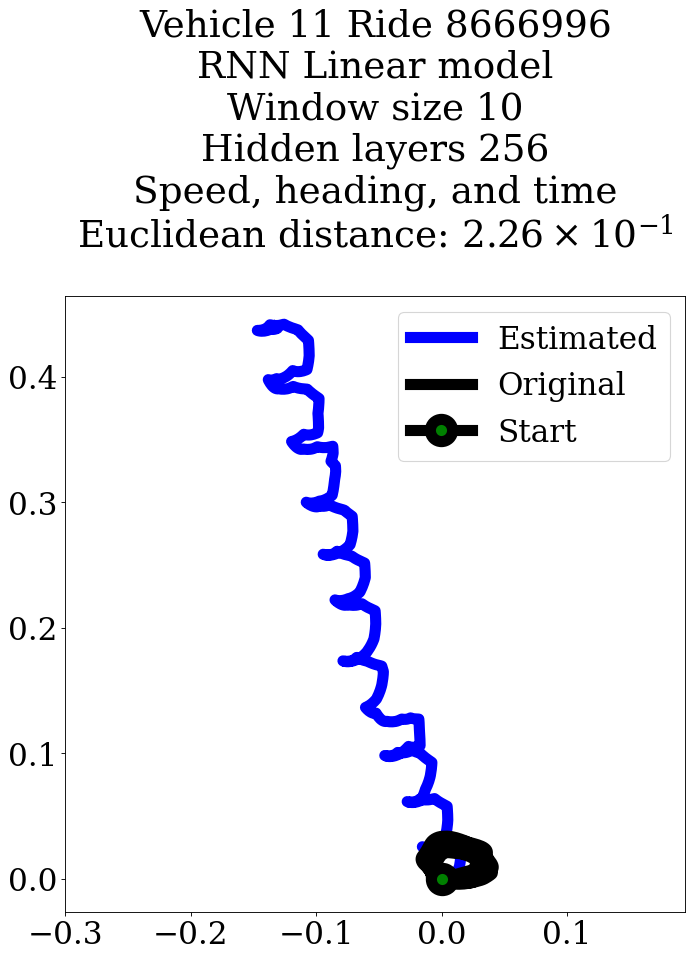 Vehicle 11 Ride 8666996
RNN Linear model
Window size 10
Hidden layers 256
Speed, heading, and time
Euclidean distance: 2.26 × 10⁻¹
Estimated
Original
Start
0.4
0.3
0.2
0.1
0.0
−0.3 −0.2 −0.1 0.0 0.1